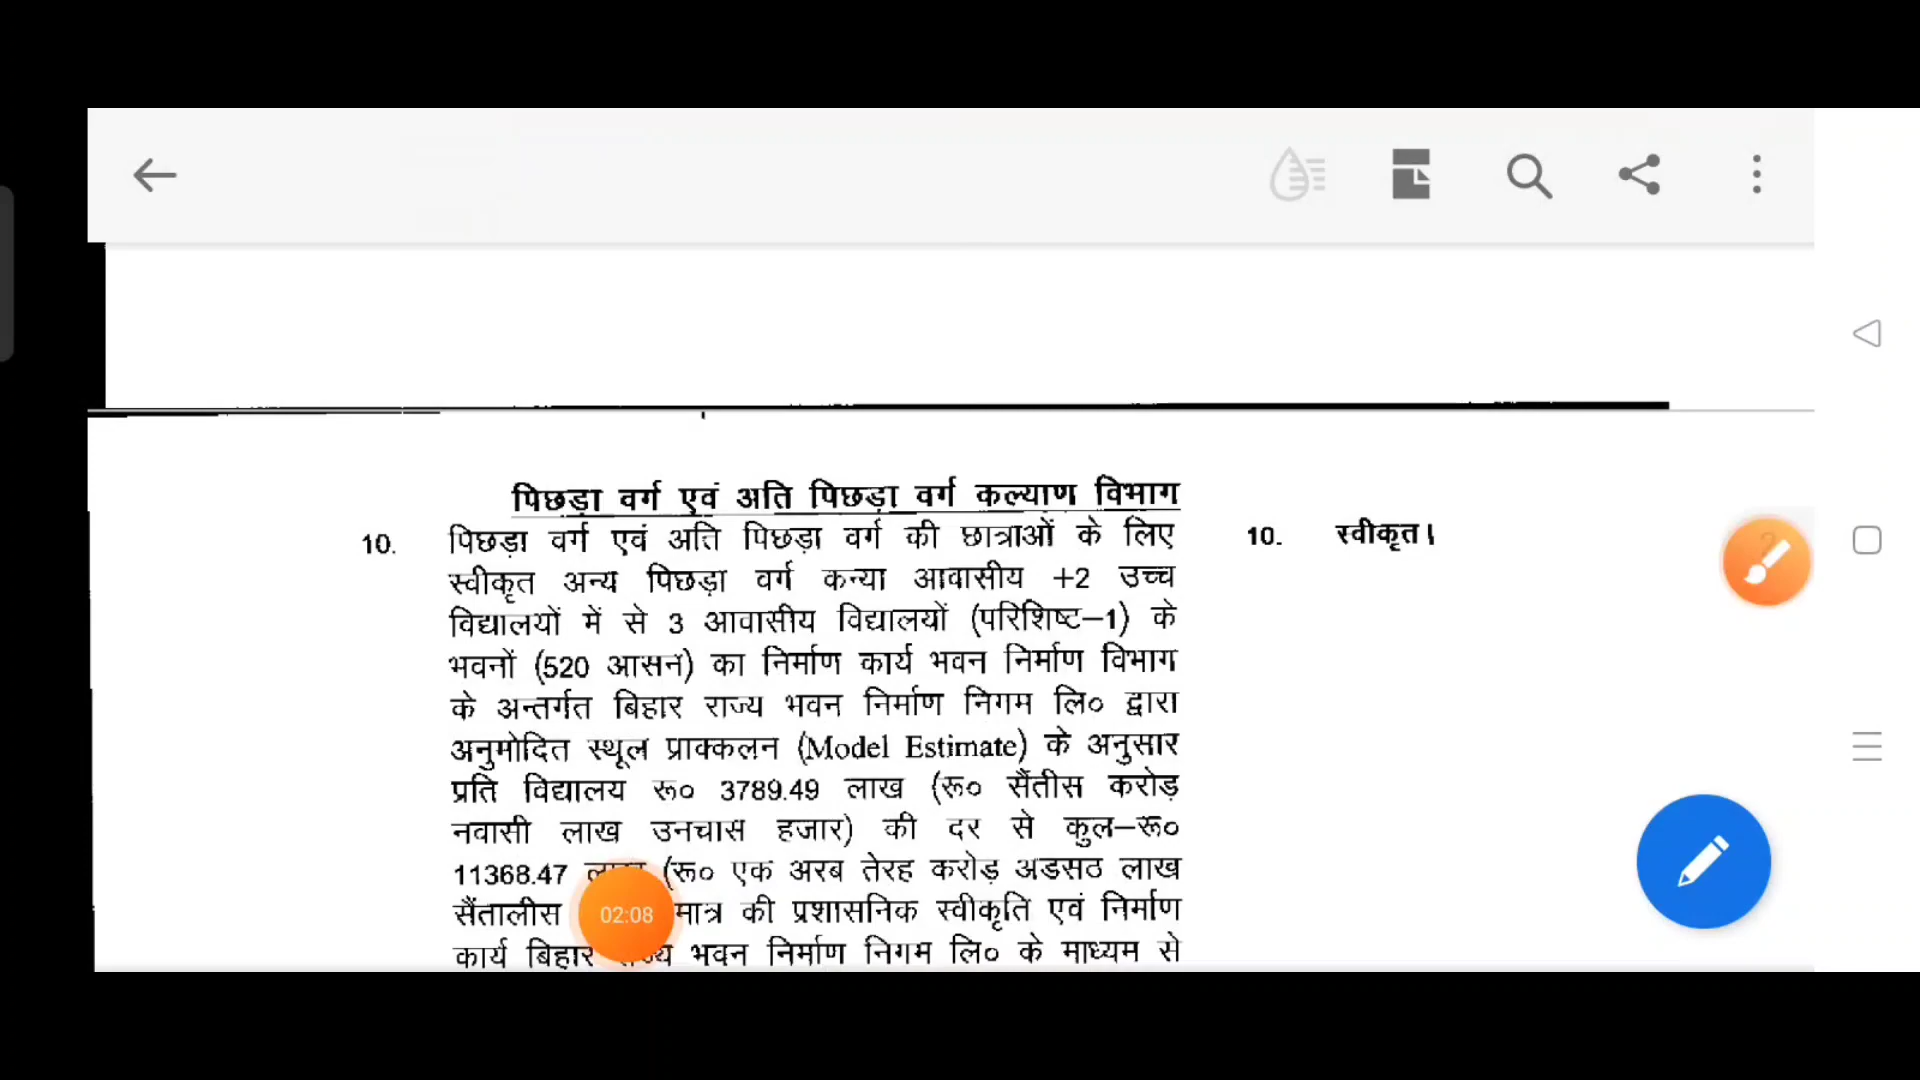 पिछड़ा वर्ग एवं अति पिछड़ा वर्ग कल्याण विभाग
10. पिछड़ा वर्ग एवं अति पिछड़ा वर्ग की छात्राओं के लिए 10. स्वीकृत।
स्वीकृत अन्य पिछड़ा वर्ग कन्या आवासीय +2 उच्च
विद्यालयों में से 3 आवासीय विद्यालयों (परिशिष्ट–1) के
भवनों (520 आसन) का निर्माण कार्य भवन निर्माण विभाग
के अन्तर्गत बिहार राज्य भवन निर्माण निगम लि० द्वारा
अनुमोदित स्थूल प्राक्कलन (Model Estimate) के अनुसार
प्रति विद्यालय रू० 3789.49 लाख (रू० सैंतीस करोड़
नवासी लाख उनचास हजार) की दर से कुल–रू०
11368.47 (रू० एक अरब तेरह करोड़ अडसठ लाख
सैंतालीस 02:08 मात्र की प्रशासनिक स्वीकृति एवं निर्माण
कार्य बिहार भवन निर्माण निगम लि० के माध्यम से